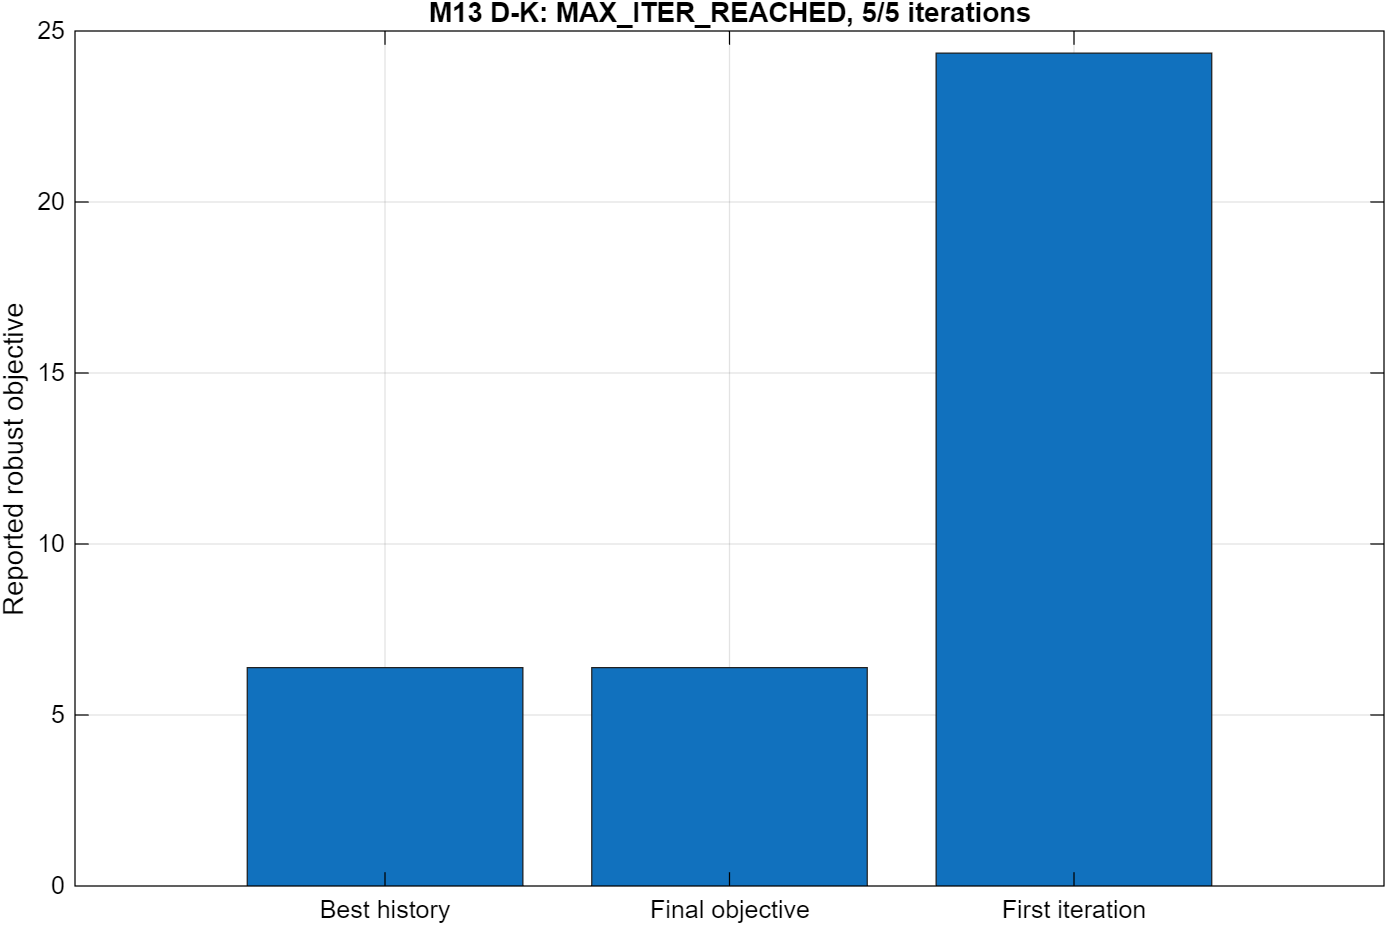 M13 D-K: MAX_ITER_REACHED, 5/5 iterations
Reported robust objective
25
20
15
10
5
0
Best history
Final objective
First iteration